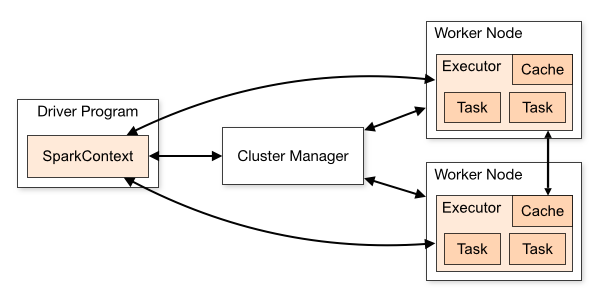 Worker Node
Executor
Cache
Task
Task
Driver Program
SparkContext
Cluster Manager
Worker Node
Executor
Cache
Task
Task